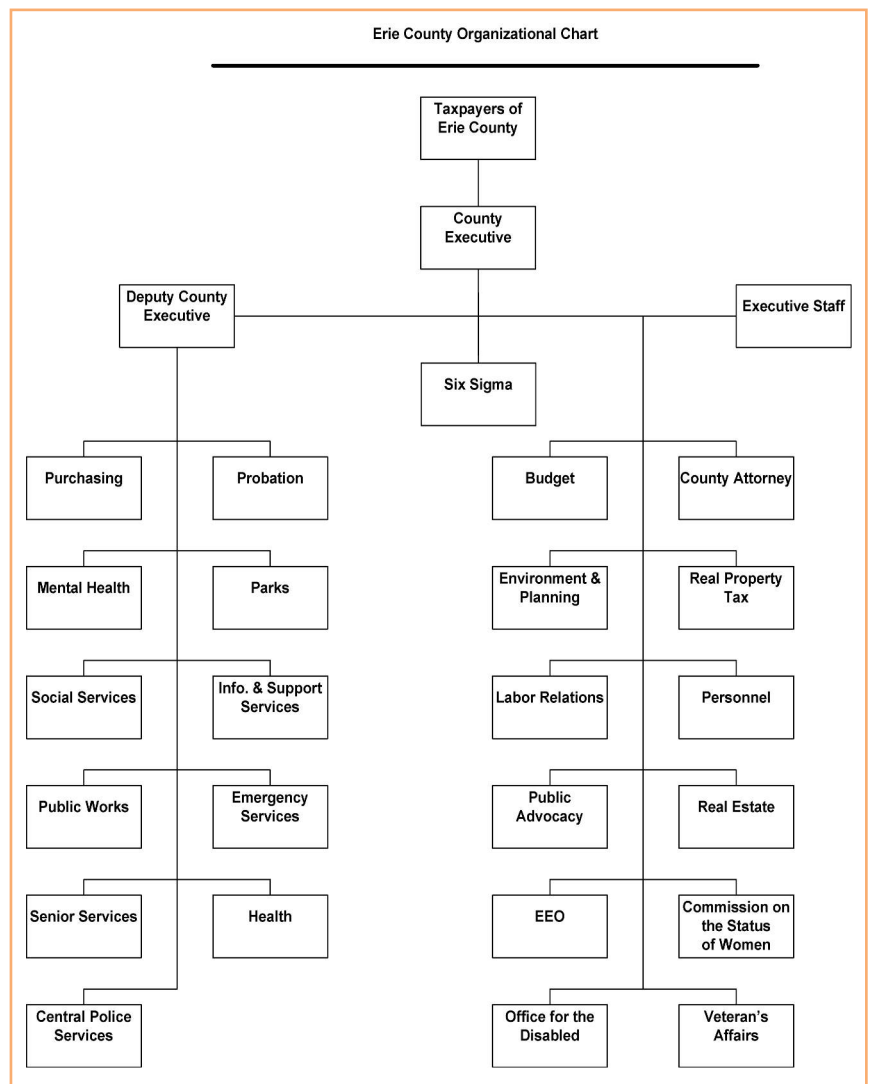 Erie County Organizational Chart
Taxpayers of
Erie County
County
Executive
Deputy County
Executive
Executive Staff
Six Sigma
Purchasing
Probation
Budget
County Attorney
Mental Health
Parks
Environment &
Planning
Real Property
Tax
Social Services
Info. & Support
Services
Labor Relations
Personnel
Public Works
Emergency
Services
Public
Advocacy
Real Estate
Senior Services
Health
EEO
Commission on
the Status
of Women
Central Police
Services
Office for the
Disabled
Veteran’s
Affairs